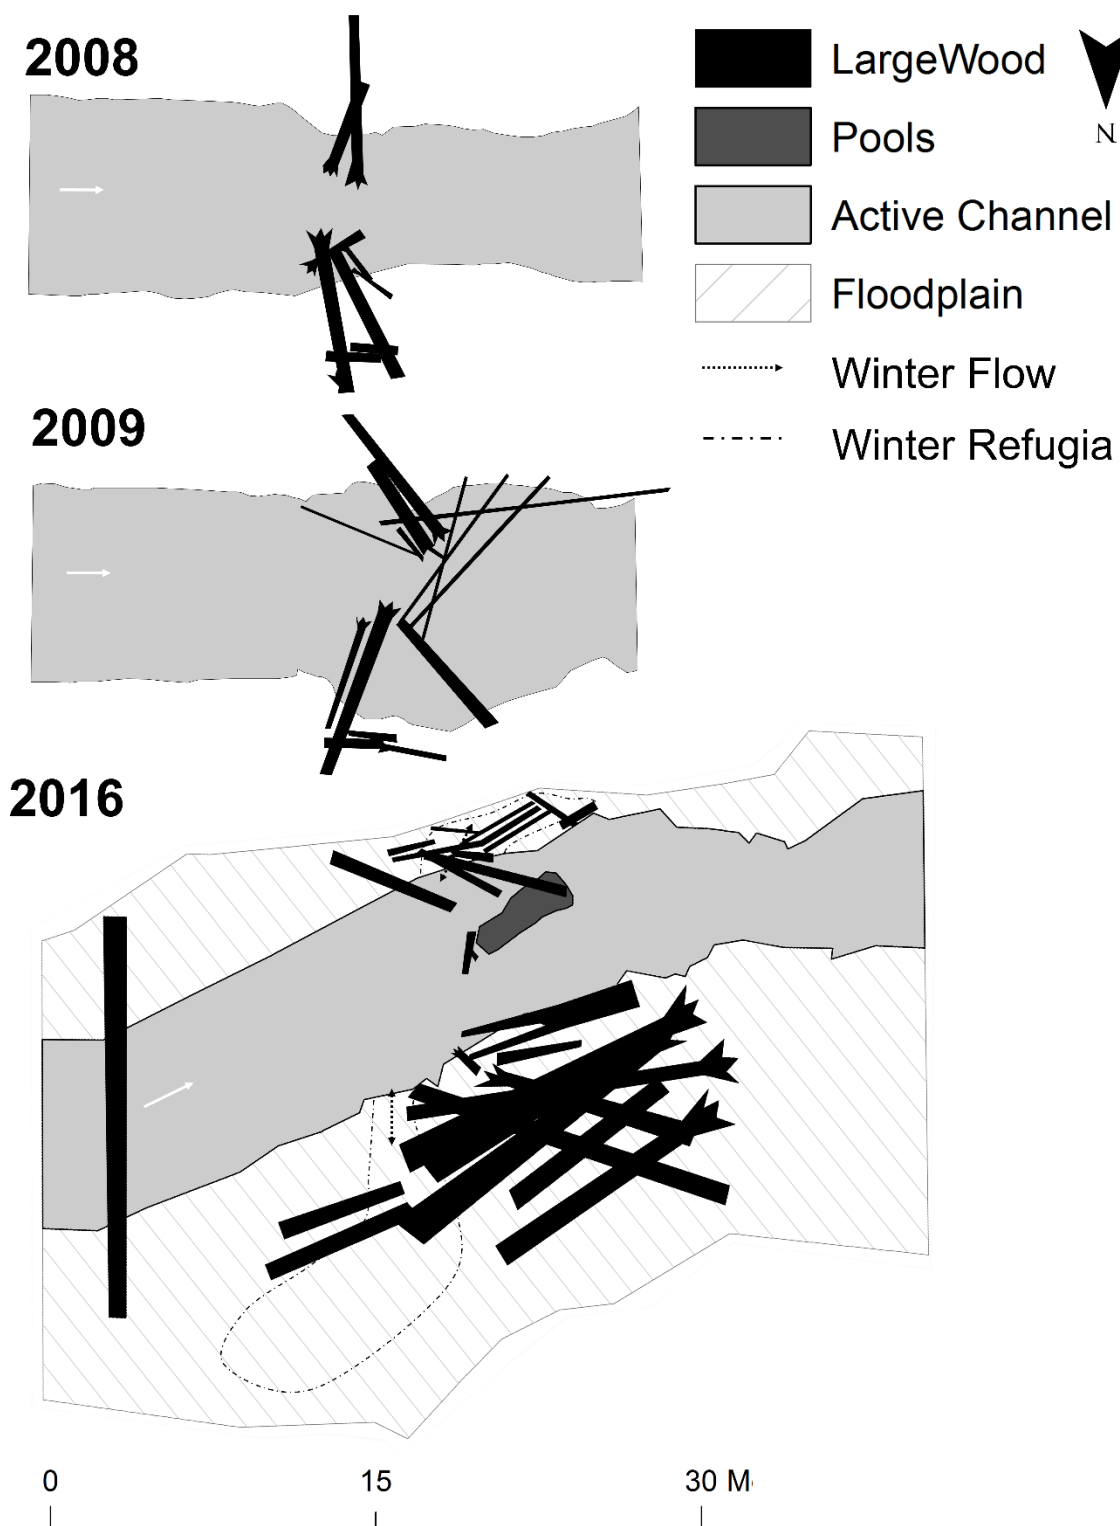 2008
LargeWood
Pools
N
Active Channel
Floodplain
Winter Flow
2009
Winter Refugia
2016
0 15 30 M